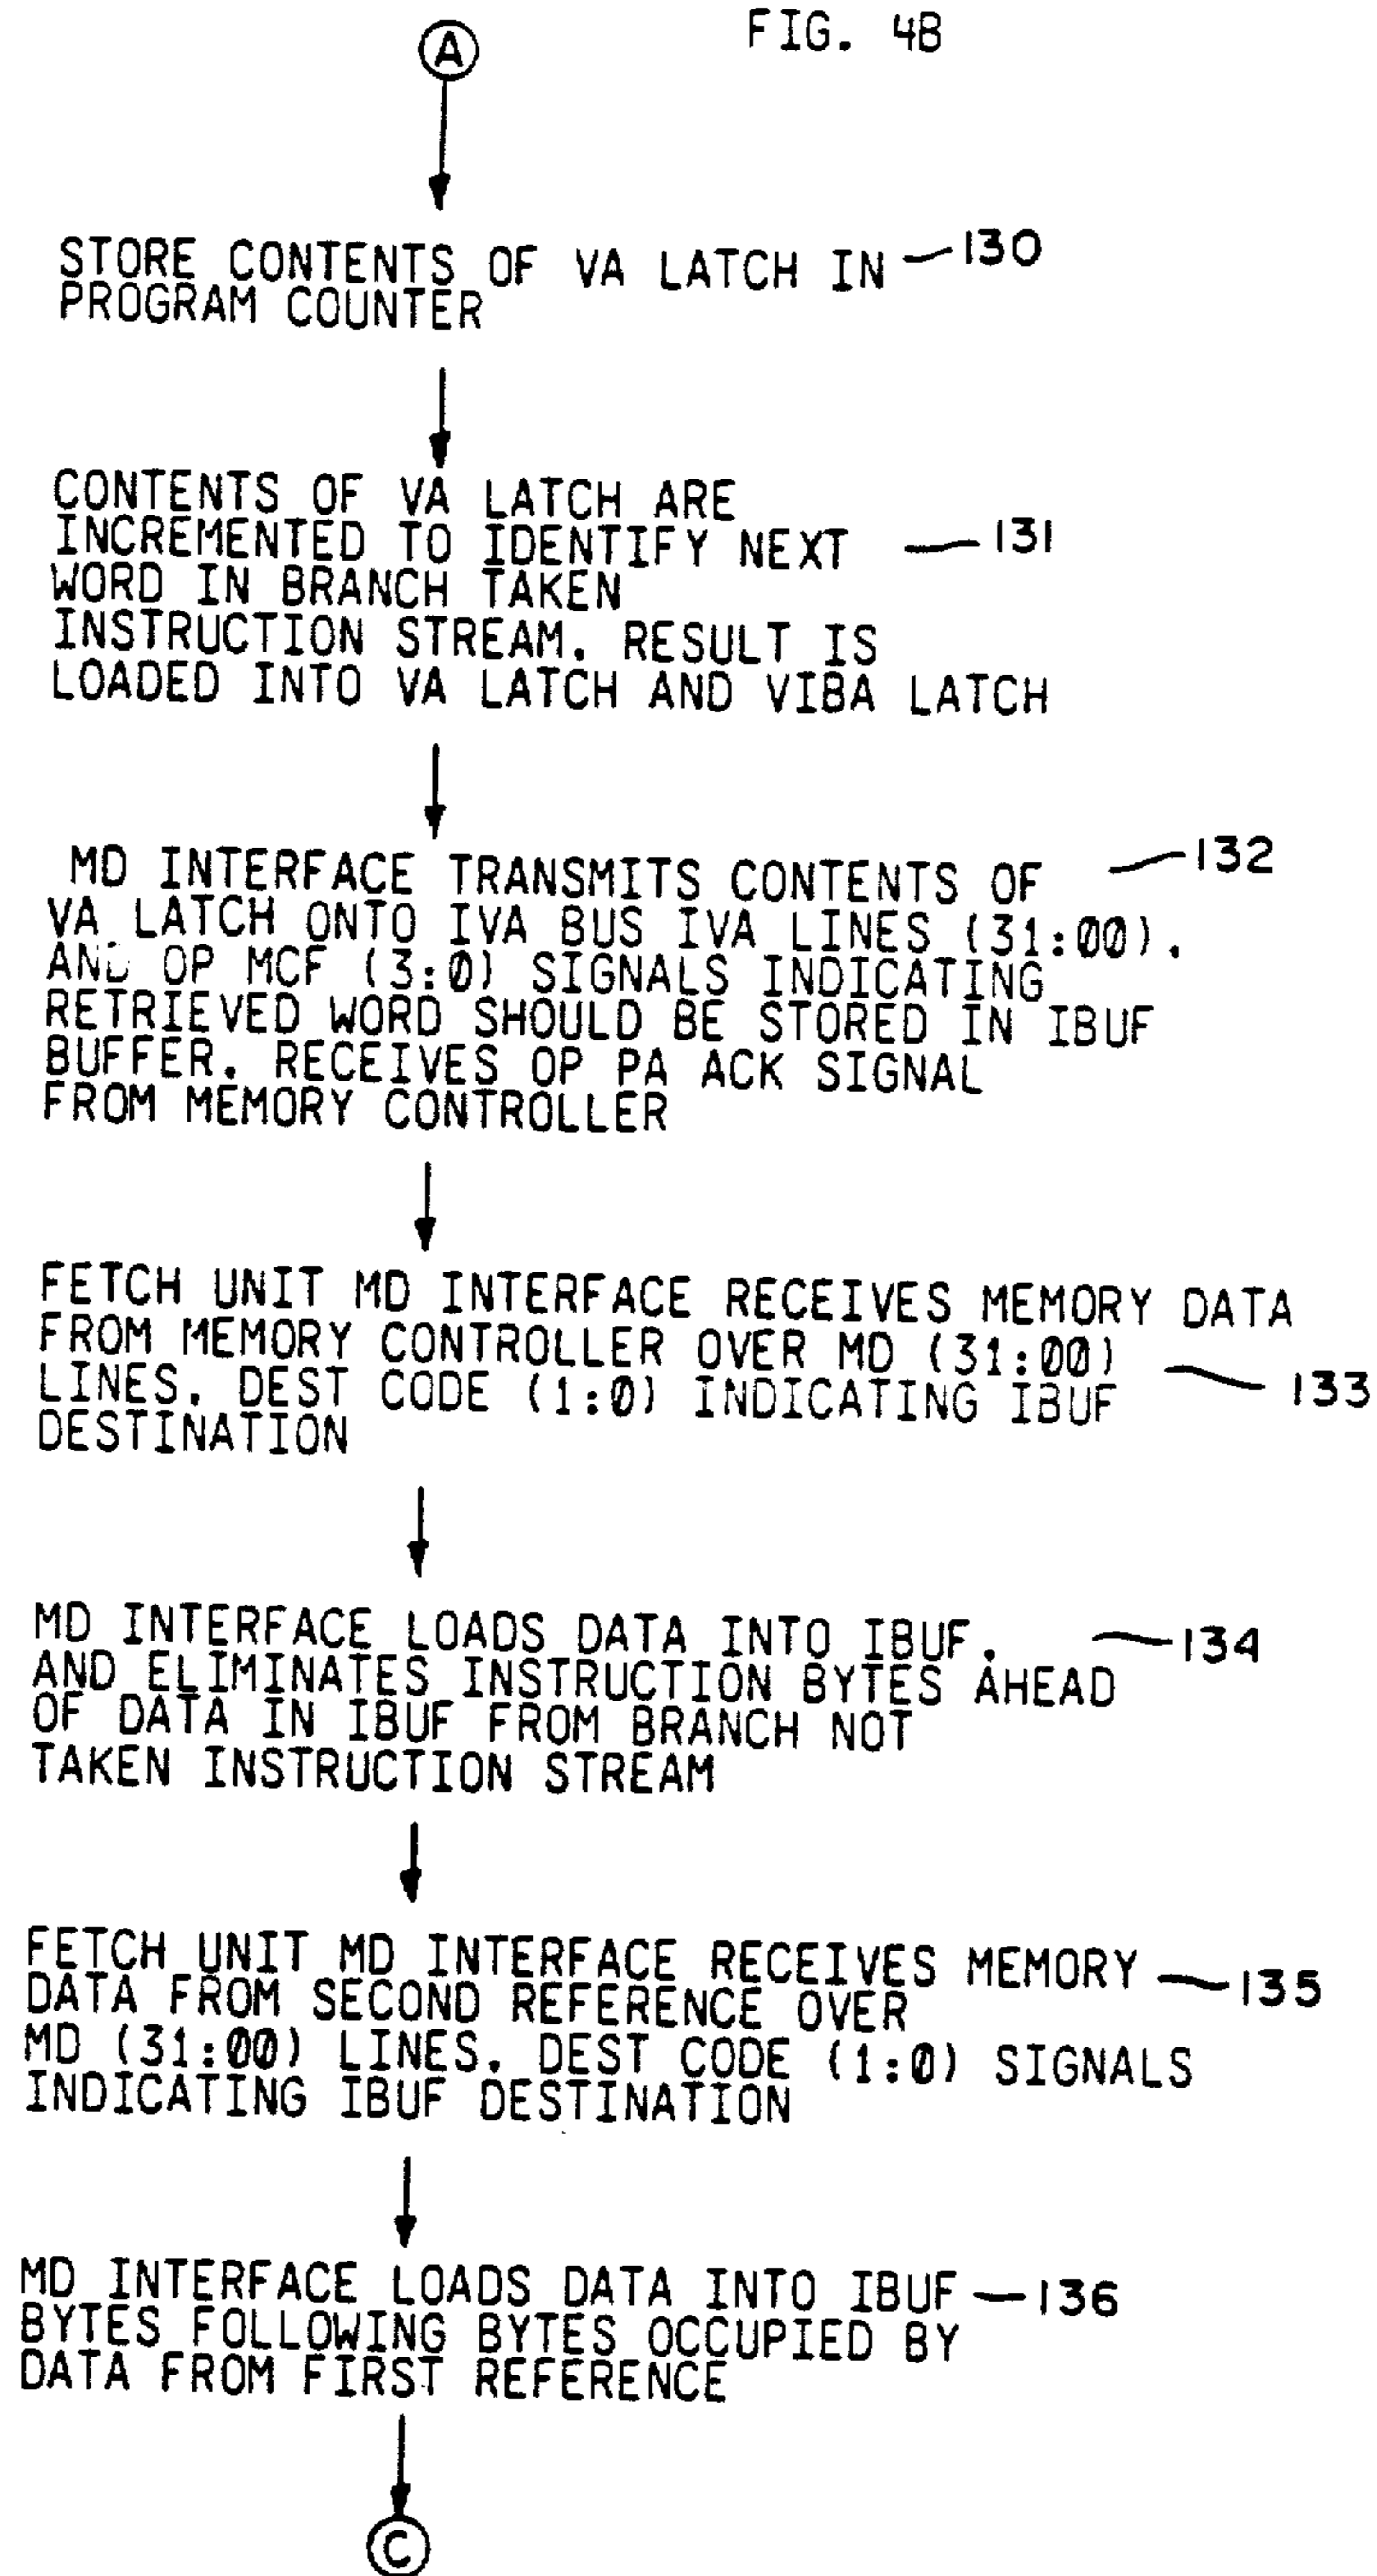 FIG. 4B
A
STORE CONTENTS OF VA LATCH IN 130
PROGRAM COUNTER
CONTENTS OF VA LATCH ARE
INCREMENTED TO IDENTIFY NEXT 131
WORD IN BRANCH TAKEN
INSTRUCTION STREAM. RESULT IS
LOADED INTO VA LATCH AND VIBA LATCH
MD INTERFACE TRANSMITS CONTENTS OF 132
VA LATCH ONTO IVA BUS IVA LINES (31:00).
AND OP MCF (3:0) SIGNALS INDICATING
RETRIEVED WORD SHOULD BE STORED IN IBUF
BUFFER. RECEIVES OP PA ACK SIGNAL
FROM MEMORY CONTROLLER
FETCH UNIT MD INTERFACE RECEIVES MEMORY DATA
FROM MEMORY CONTROLLER OVER MD (31:00)
LINES. DEST CODE (1:0) INDICATING IBUF 133
DESTINATION
MD INTERFACE LOADS DATA INTO IBUF. 134
AND ELIMINATES INSTRUCTION BYTES AHEAD
OF DATA IN IBUF FROM BRANCH NOT
TAKEN INSTRUCTION STREAM
FETCH UNIT MD INTERFACE RECEIVES MEMORY 135
DATA FROM SECOND REFERENCE OVER
MD (31:00) LINES. DEST CODE (1:0) SIGNALS
INDICATING IBUF DESTINATION
MD INTERFACE LOADS DATA INTO IBUF 136
BYTES FOLLOWING BYTES OCCUPIED BY
DATA FROM FIRST REFERENCE
C